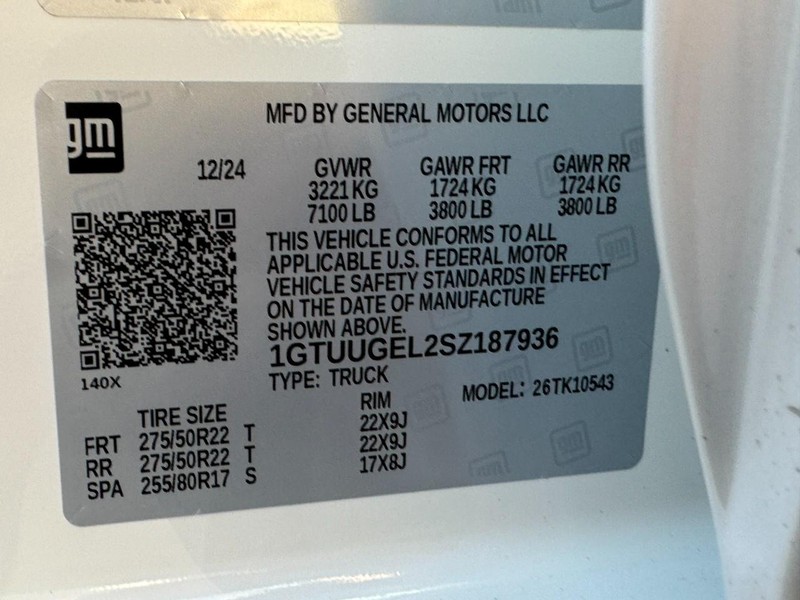 gm
MFD BY GENERAL MOTORS LLC
12/24 GVWR GAWR FRT GAWR RR
3221 KG 1724 KG 1724 KG
7100 LB 3800 LB 3800 LB
THIS VEHICLE CONFORMS TO ALL
APPLICABLE U.S. FEDERAL MOTOR
VEHICLE SAFETY STANDARDS IN EFFECT
ON THE DATE OF MANUFACTURE
SHOWN ABOVE.
1GTUUGEL2SZ187936
140X
TYPE: TRUCK MODEL: 26TK10543
TIRE SIZE RIM
FRT 275/50R22 T 22X9J
RR 275/50R22 T 22X9J
SPA 255/80R17 S 17X8J